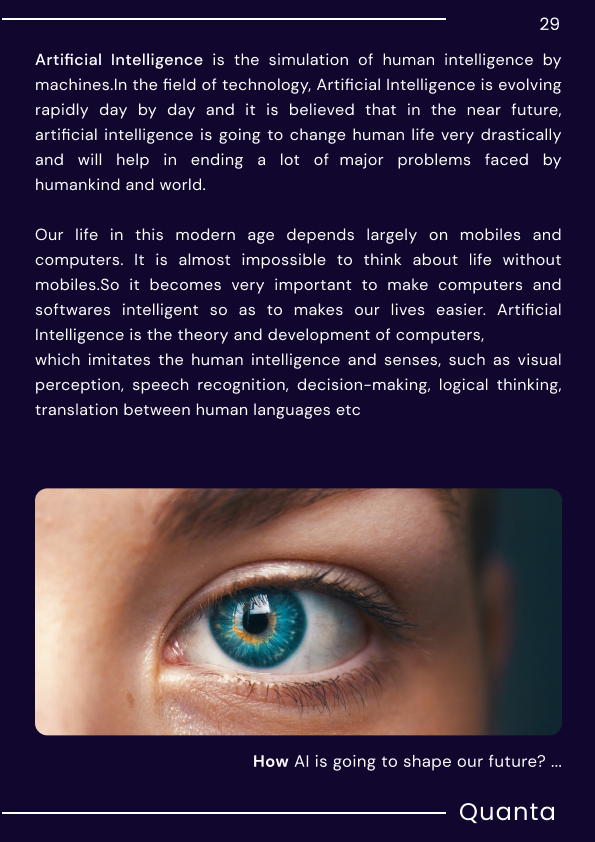 29
Artificial Intelligence is the simulation of human intelligence by
machines.In the field of technology, Artificial Intelligence is evolving
rapidly day by day and it is believed that in the near future,
artificial intelligence is going to change human life very drastically
and will help in ending a lot of major problems faced by
humankind and world.
Our life in this modern age depends largely on mobiles and
computers. It is almost impossible to think about life without
mobiles.So it becomes very important to make computers and
softwares intelligent so as to makes our lives easier. Artificial
Intelligence is the theory and development of computers,
which imitates the human intelligence and senses, such as visual
perception, speech recognition, decision-making, logical thinking,
translation between human languages etc
How AI is going to shape our future? ...
Quanta